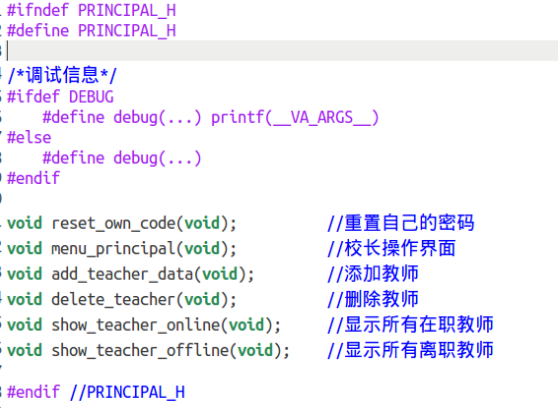 #ifndef PRINCIPAL_H
#define PRINCIPAL_H
/*调试信息*/
#ifdef DEBUG
    #define debug(...) printf(__VA_ARGS__)
#else
    #define debug(...)
#endif
void reset_own_code(void);          //重置自己的密码
void menu_principal(void);          //校长操作界面
void add_teacher_data(void);        //添加教师
void delete_teacher(void);          //删除教师
void show_teacher_online(void);     //显示所有在职教师
void show_teacher_offline(void);    //显示所有离职教师
#endif //PRINCIPAL_H